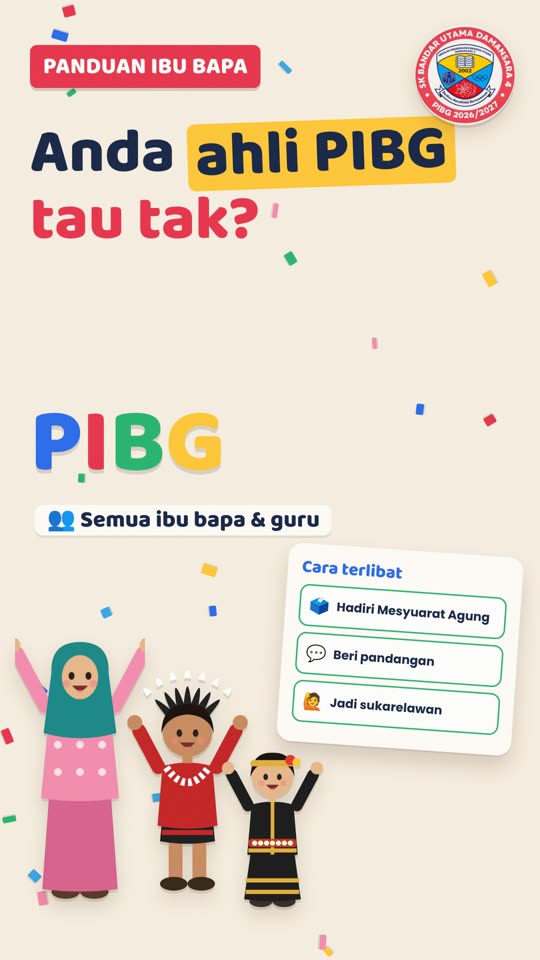 PANDUAN IBU BAPA
SK BANDAR UTAMA DAMANSARA 4
2002
PIBG 2026/2027
Anda ahli PIBG
tau tak?
PIBG
👥 Semua ibu bapa & guru
Cara terlibat
🗳️ Hadiri Mesyuarat Agung
💬 Beri pandangan
🙋 Jadi sukarelawan